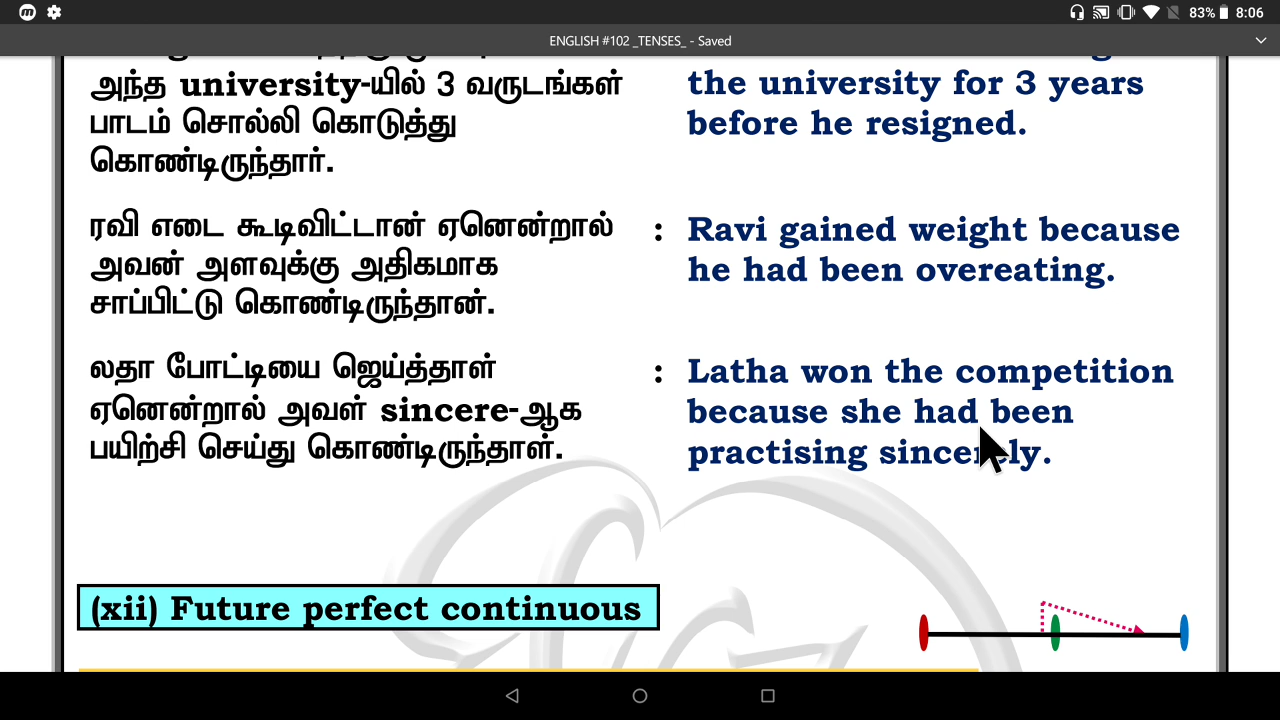 83% 8:06
ENGLISH #102 _TENSES_ - Saved
அந்த university-யில் 3 வருடங்கள்
பாடம் சொல்லி கொடுத்து
கொண்டிருந்தார்.
the university for 3 years
before he resigned.
ரவி எடை கூடிவிட்டான் ஏனென்றால்
அவன் அளவுக்கு அதிகமாக
சாப்பிட்டு கொண்டிருந்தான்.
: Ravi gained weight because
he had been overeating.
லதா போட்டியை ஜெய்த்தாள்
ஏனென்றால் அவள் sincere-ஆக
பயிற்சி செய்து கொண்டிருந்தாள்.
: Latha won the competition
because she had been
practising sincerely.
(xii) Future perfect continuous